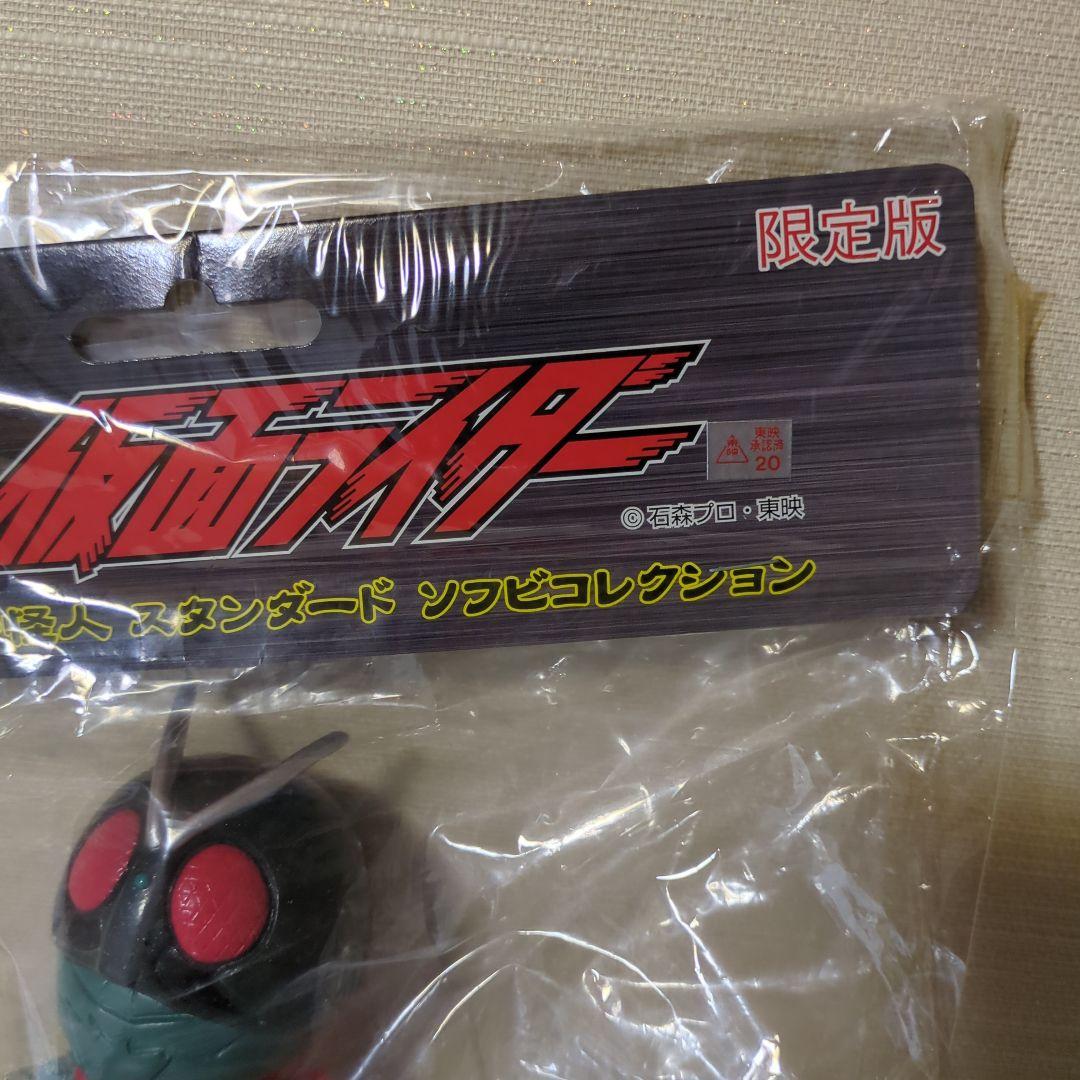 限定版
仮面ライダー
東映
承認済
20
東映
©石森プロ・東映
怪人 スタンダード ソフビコレクション